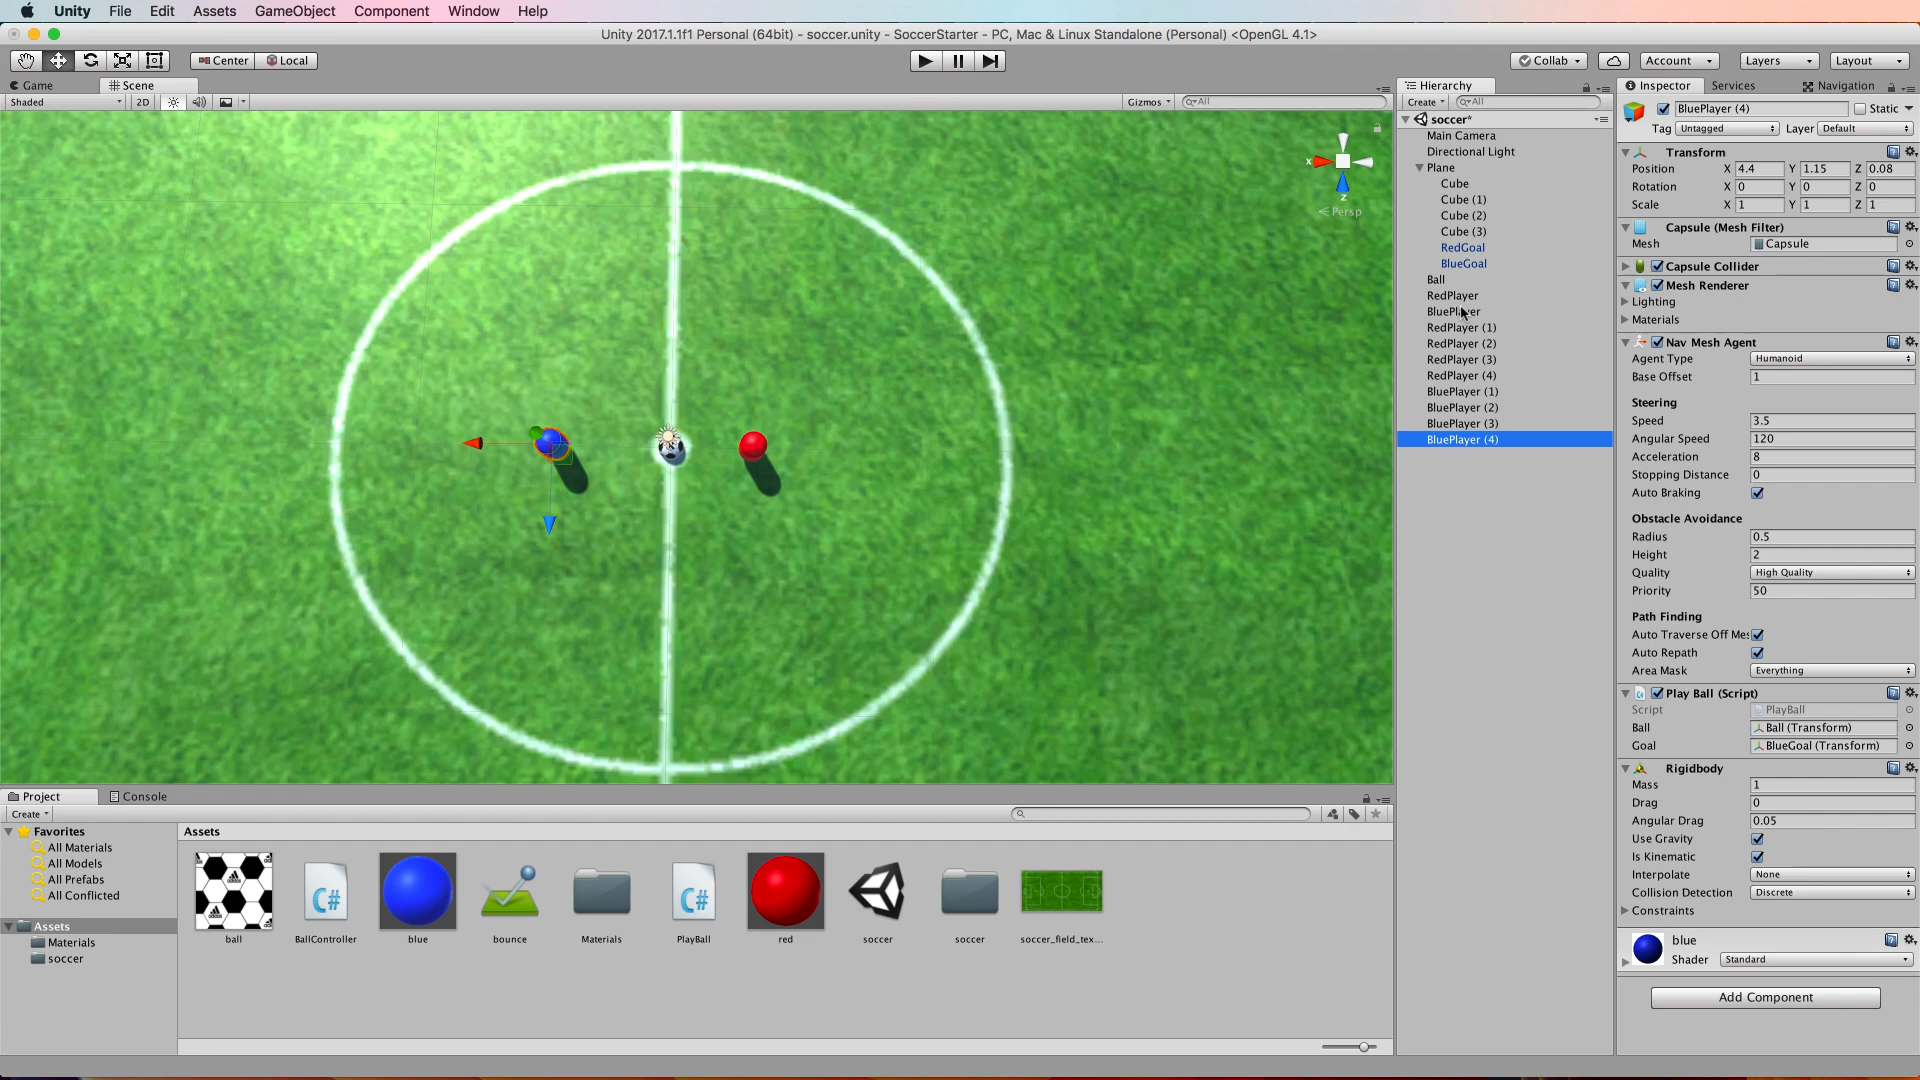 Unity File Edit Assets GameObject Component Window Help
Unity 2017.1.1f1 Personal (64bit) - soccer.unity - SoccerStarter - PC, Mac & Linux Standalone (Personal) <OpenGL 4.1>
Center Local Collab Account Layers Layout
Game Scene
Shaded 2D Gizmos All
x
z
Persp
Hierarchy
Create All
soccer*
Main Camera
Directional Light
Plane
Cube
Cube (1)
Cube (2)
Cube (3)
RedGoal
BlueGoal
Ball
RedPlayer
BluePlayer
RedPlayer (1)
RedPlayer (2)
RedPlayer (3)
RedPlayer (4)
BluePlayer (1)
BluePlayer (2)
BluePlayer (3)
BluePlayer (4)
Inspector Services Navigation
BluePlayer (4) Static
Tag Untagged Layer Default
Transform
Position X 4.4 Y 1.15 Z 0.08
Rotation X 0 Y 0 Z 0
Scale X 1 Y 1 Z 1
Capsule (Mesh Filter)
Mesh Capsule
Capsule Collider
Mesh Renderer
Lighting
Materials
Nav Mesh Agent
Agent Type Humanoid
Base Offset 1
Steering
Speed 3.5
Angular Speed 120
Acceleration 8
Stopping Distance 0
Auto Braking
Obstacle Avoidance
Radius 0.5
Height 2
Quality High Quality
Priority 50
Path Finding
Auto Traverse Off Mes
Auto Repath
Area Mask Everything
Play Ball (Script)
Script PlayBall
Ball Ball (Transform)
Goal BlueGoal (Transform)
Rigidbody
Mass 1
Drag 0
Angular Drag 0.05
Use Gravity
Is Kinematic
Interpolate None
Collision Detection Discrete
Constraints
blue
Shader Standard
Add Component
Project Console
Create
Favorites
All Materials
All Models
All Prefabs
All Conflicted
Assets
Materials
soccer
Assets
C# C#
ball BallController blue bounce Materials PlayBall red soccer soccer soccer_field_tex...